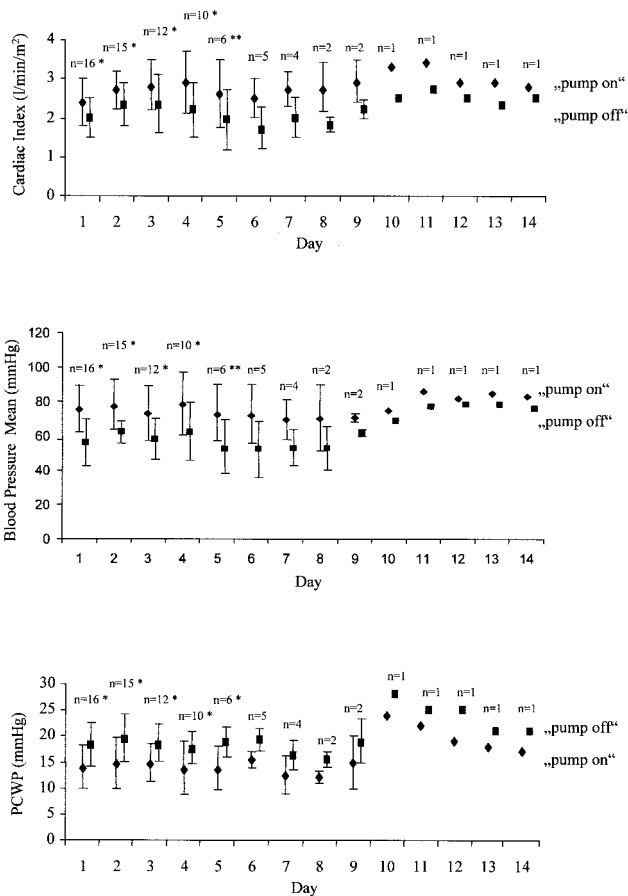 n=10 *
n=12 *
n=15 *
n=6 **
n=16 *
n=5
n=4
n=2
n=2
n=1
n=1
n=1
n=1
n=1
Cardiac Index (l/min/m²)
4
3
2
1
0
„pump on“
„pump off“
1 2 3 4 5 6 7 8 9 10 11 12 13 14
Day
n=15 *
n=10 *
n=16 *
n=12 *
n=6 **
n=5
n=4
n=2
n=2
n=1
n=1
n=1
n=1
n=1
Blood Pressure Mean (mmHg)
120
100
80
60
40
20
0
„pump on“
„pump off“
1 2 3 4 5 6 7 8 9 10 11 12 13 14
Day
n=15 *
n=16 *
n=12 *
n=10 *
n=6 *
n=5
n=4
n=2
n=2
n=1
n=1
n=1
n=1
n=1
PCWP (mmHg)
30
25
20
15
10
5
0
„pump off“
„pump on“
1 2 3 4 5 6 7 8 9 10 11 12 13 14
Day